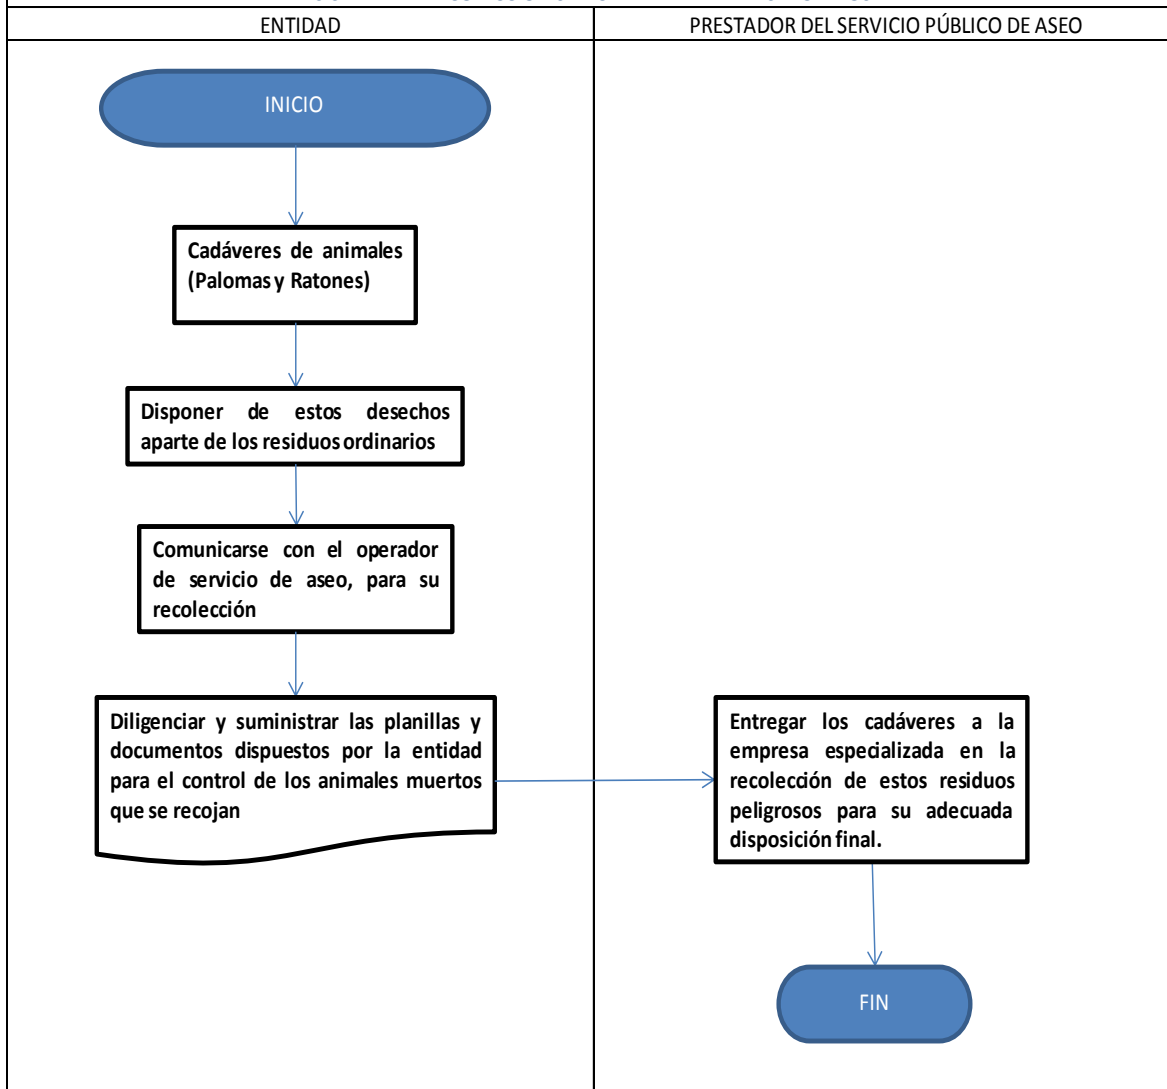 ENTIDAD
PRESTADOR DEL SERVICIO PÚBLICO DE ASEO
INICIO
Cadáveres de animales
(Palomas y Ratones)
Disponer de estos desechos
aparte de los residuos ordinarios
Comunicarse con el operador
de servicio de aseo, para su
recolección
Diligenciar y suministrar las planillas y
documentos dispuestos por la entidad
para el control de los animales muertos
que se recojan
Entregar los cadáveres a la
empresa especializada en la
recolección de estos residuos
peligrosos para su adecuada
disposición final.
FIN